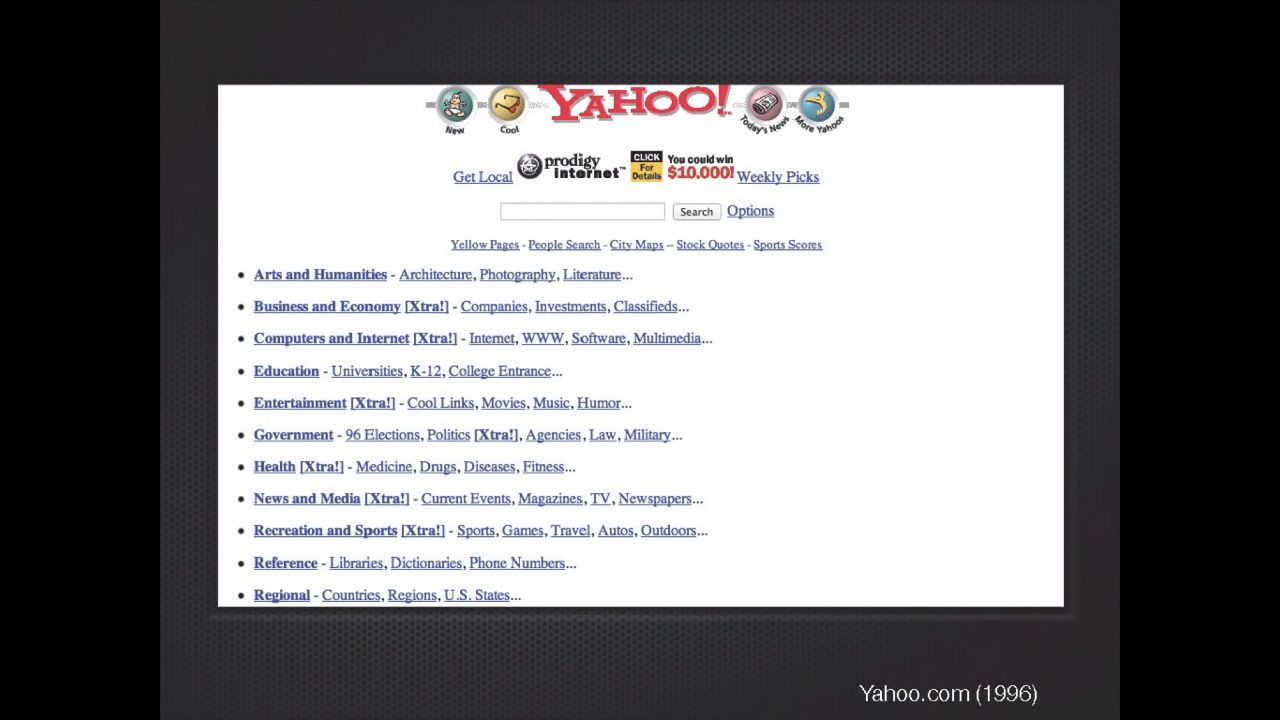 YAHOO!
New Cool Today's News More Yahoos
Get Local prodigy internet™ CLICK For Details You could win $10,000! Weekly Picks
Search Options
Yellow Pages - People Search - City Maps -- Stock Quotes - Sports Scores
• Arts and Humanities - Architecture, Photography, Literature...
• Business and Economy [Xtra!] - Companies, Investments, Classifieds...
• Computers and Internet [Xtra!] - Internet, WWW, Software, Multimedia...
• Education - Universities, K-12, College Entrance...
• Entertainment [Xtra!] - Cool Links, Movies, Music, Humor...
• Government - 96 Elections, Politics [Xtra!], Agencies, Law, Military...
• Health [Xtra!] - Medicine, Drugs, Diseases, Fitness...
• News and Media [Xtra!] - Current Events, Magazines, TV, Newspapers...
• Recreation and Sports [Xtra!] - Sports, Games, Travel, Autos, Outdoors...
• Reference - Libraries, Dictionaries, Phone Numbers...
• Regional - Countries, Regions, U.S. States...
Yahoo.com (1996)